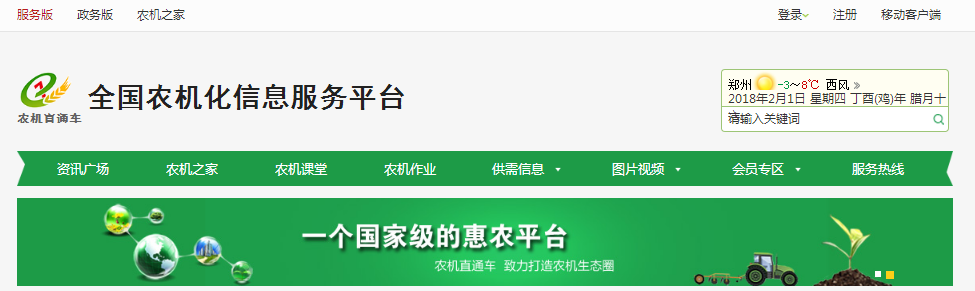 服务版 政务版 农机之家 登录 注册 移动客户端
农机直通车
全国农机化信息服务平台
郑州 -3~8℃ 西风
2018年2月1日 星期四 丁酉(鸡)年 腊月十
请输入关键词
资讯广场 农机之家 农机课堂 农机作业 供需信息 图片视频 会员专区 服务热线
一个国家级的惠农平台
农机直通车 致力打造农机生态圈